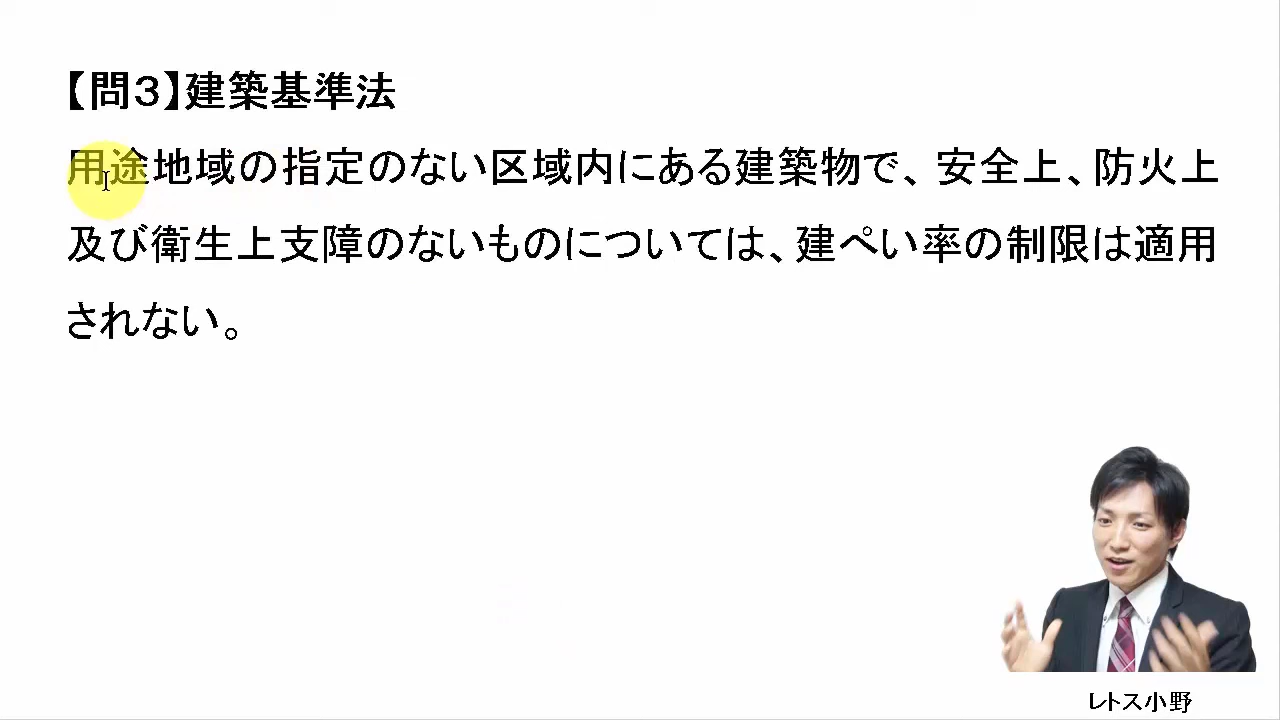 【問３】建築基準法
用途地域の指定のない区域内にある建築物で、安全上、防火上
及び衛生上支障のないものについては、建ぺい率の制限は適用
されない。
レトス小野